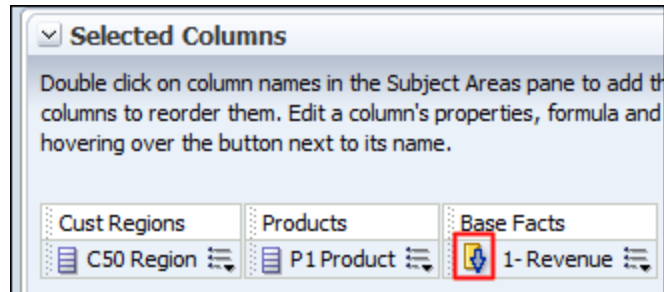 Selected Columns
Double click on column names in the Subject Areas pane to add th
columns to reorder them. Edit a column's properties, formula and
hovering over the button next to its name.
Cust Regions Products Base Facts
C50 Region P1 Product 1- Revenue